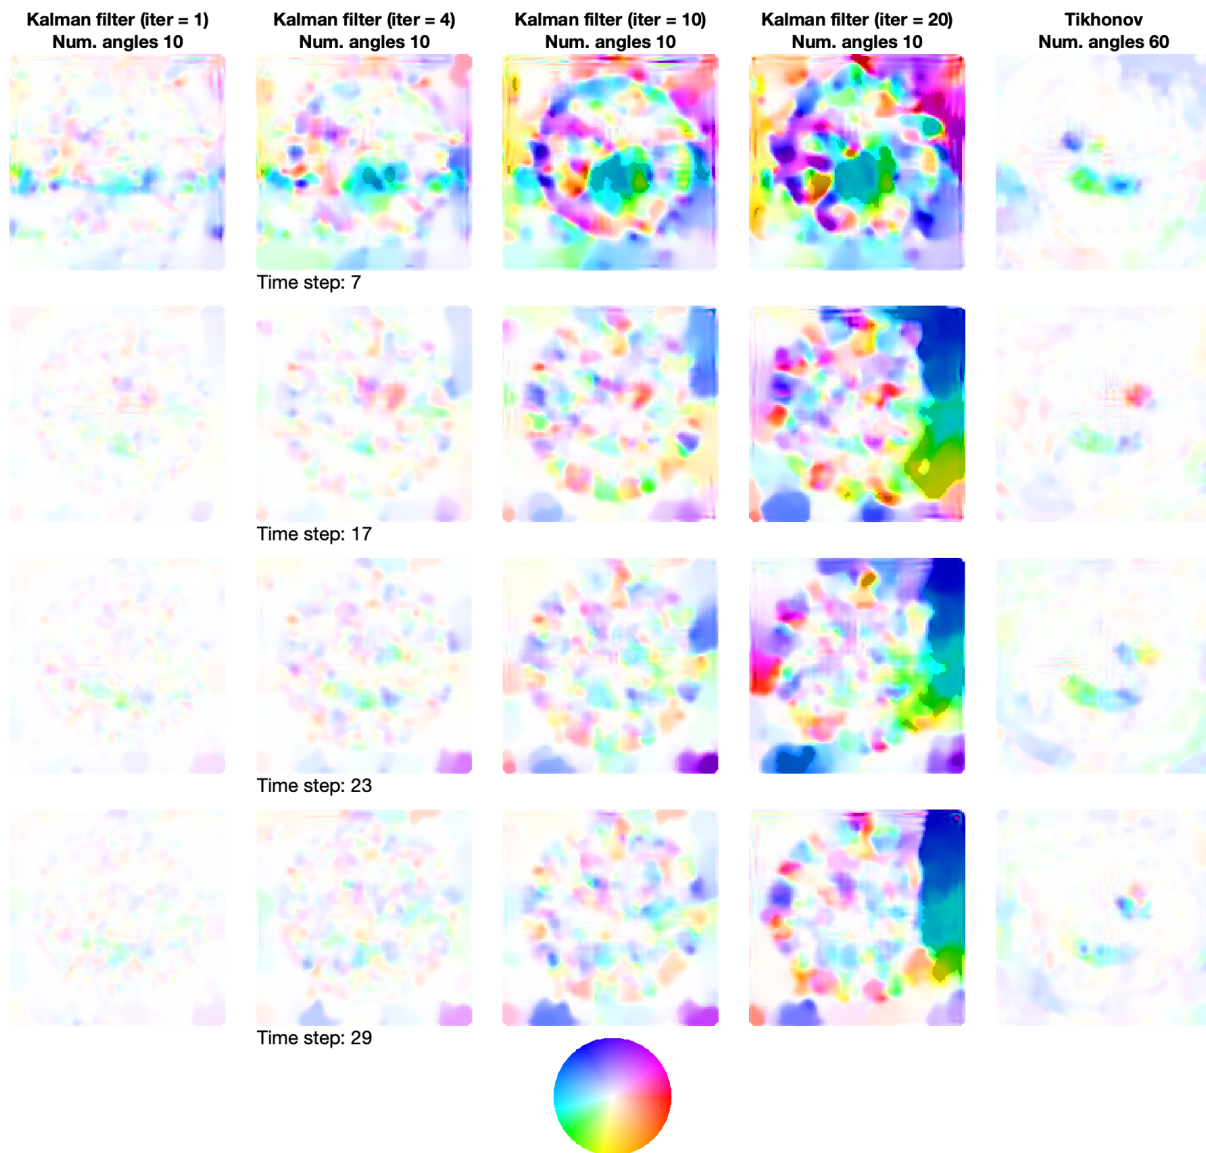 Kalman filter (iter = 1)
Num. angles 10
Kalman filter (iter = 4)
Num. angles 10
Kalman filter (iter = 10)
Num. angles 10
Kalman filter (iter = 20)
Num. angles 10
Tikhonov
Num. angles 60
Time step: 7
Time step: 17
Time step: 23
Time step: 29